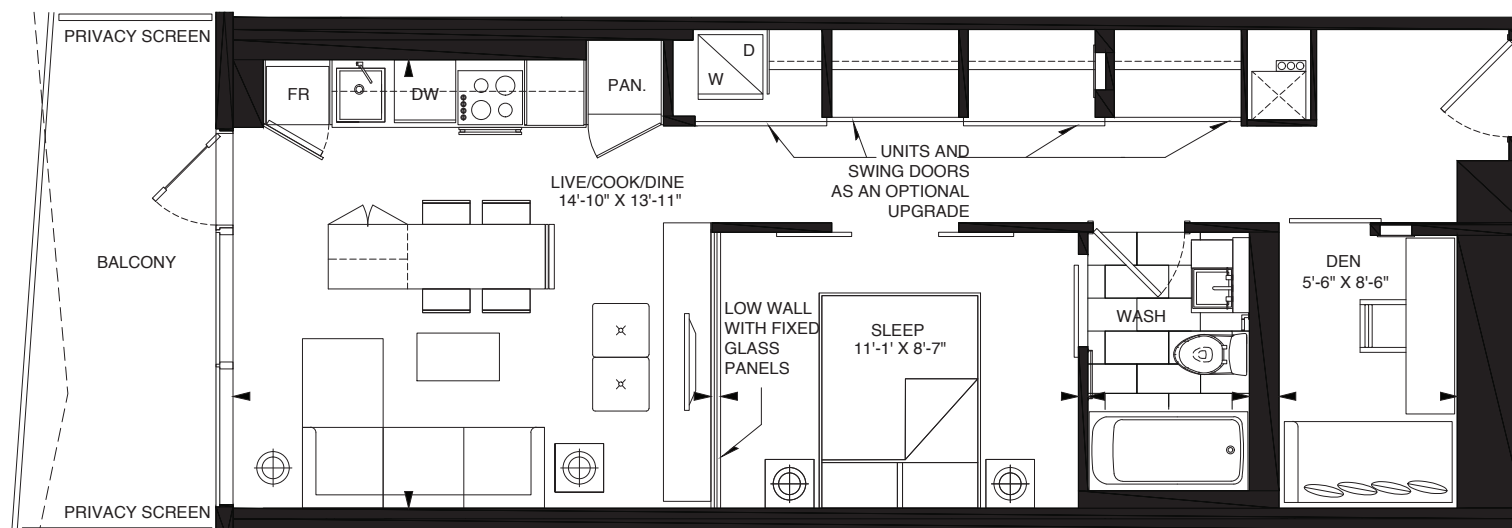 PRIVACY SCREEN
D
W
FR
DW
PAN.
UNITS AND
SWING DOORS
AS AN OPTIONAL
UPGRADE
LIVE/COOK/DINE
14'-10" X 13'-11"
BALCONY
DEN
5'-6" X 8'-6"
LOW WALL
WITH FIXED
GLASS
PANELS
SLEEP
11'-1' X 8'-7"
WASH
PRIVACY SCREEN